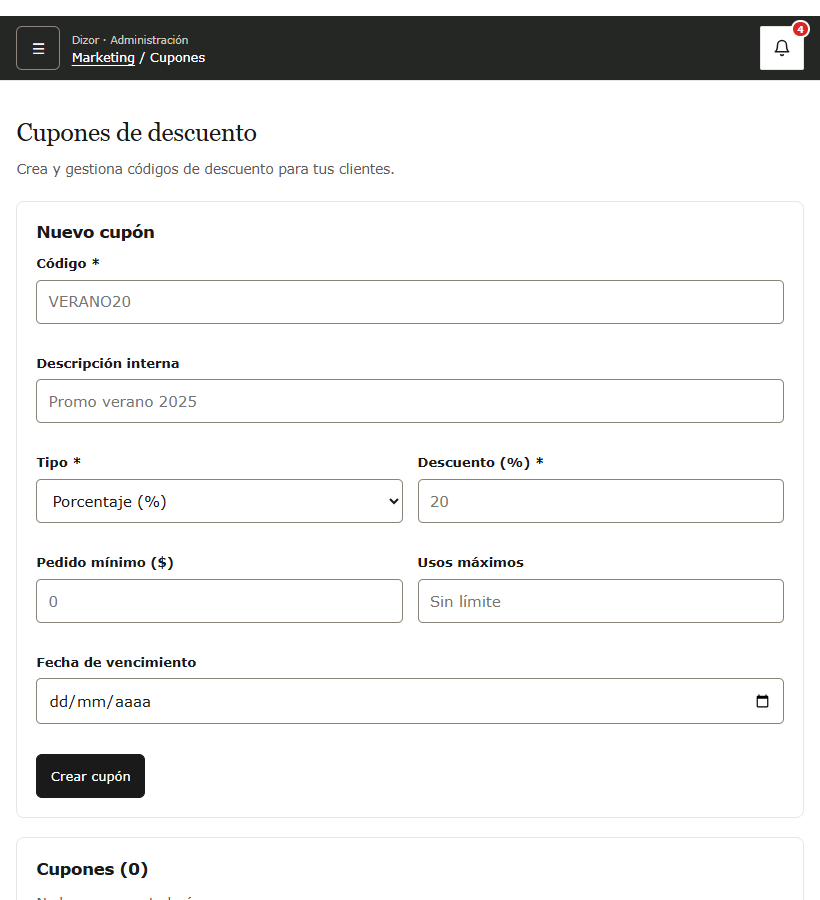 ☰
Dizor · Administración
Marketing / Cupones
4
Cupones de descuento
Crea y gestiona códigos de descuento para tus clientes.
Nuevo cupón
Código *
VERANO20
Descripción interna
Promo verano 2025
Tipo *
Descuento (%) *
Porcentaje (%)
20
Pedido mínimo ($)
Usos máximos
0
Sin límite
Fecha de vencimiento
dd/mm/aaaa
Crear cupón
Cupones (0)